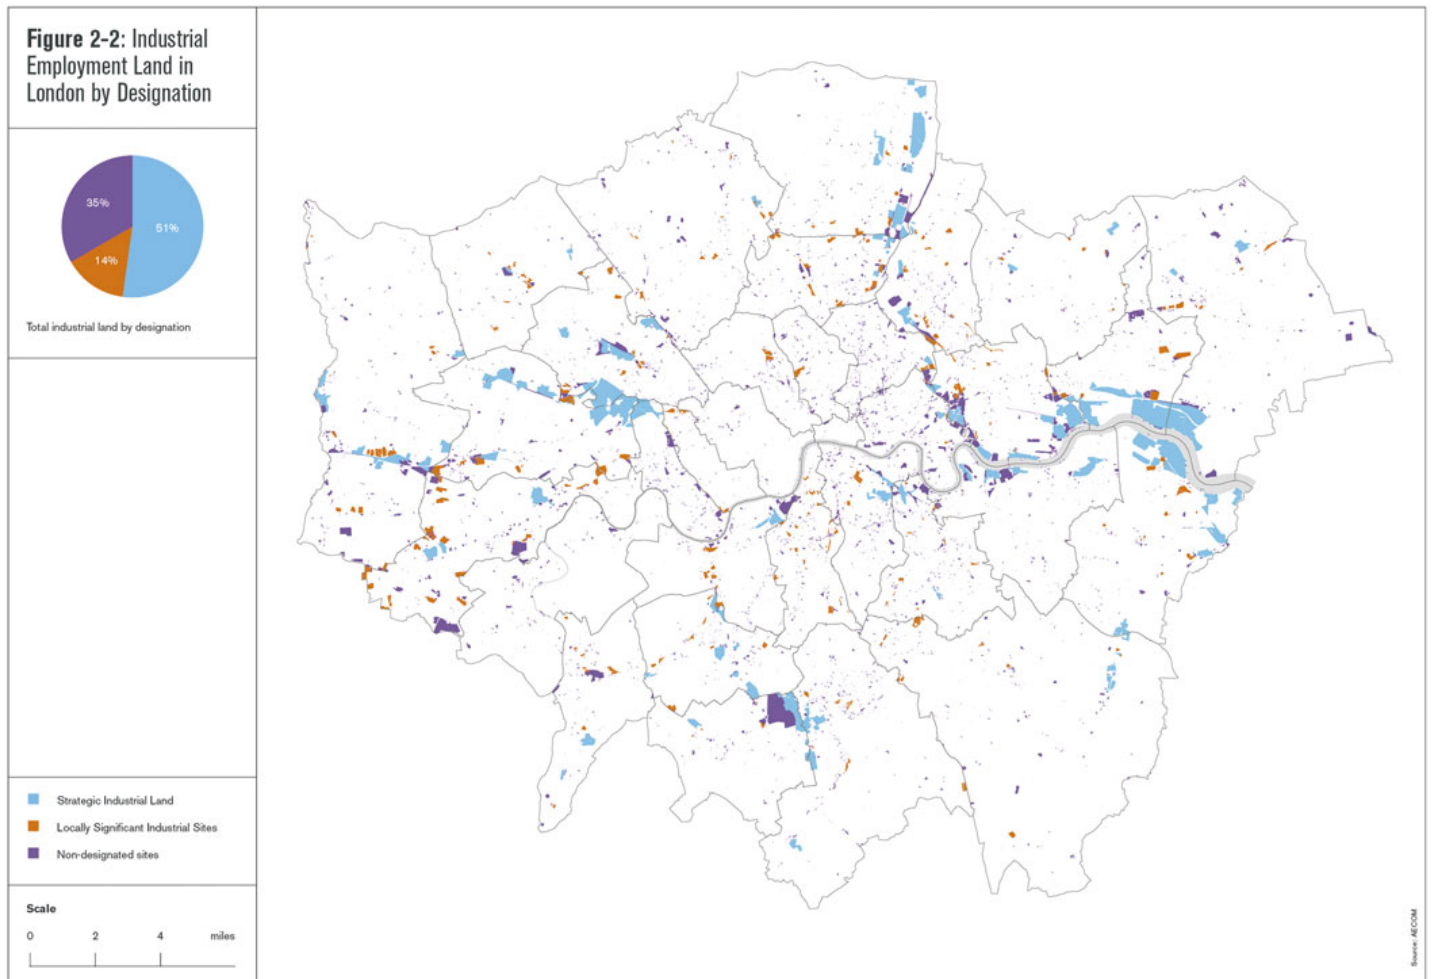 Figure 2-2: Industrial
Employment Land in
London by Designation
35%
51%
14%
Total industrial land by designation
Strategic Industrial Land
Locally Significant Industrial Sites
Non-designated sites
Scale
0 2 4 miles
Source: AECOM